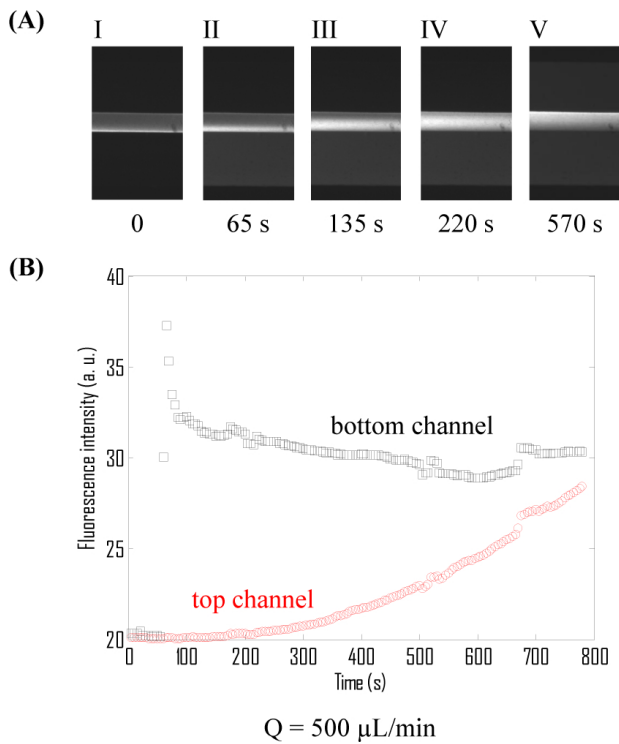 (A)
I II III IV V
0 65 s 135 s 220 s 570 s
(B)
40
35
30
25
20
Fluorescence intensity (a. u.)
bottom channel
top channel
0 100 200 300 400 500 600 700 800
Time (s)
Q = 500 µL/min